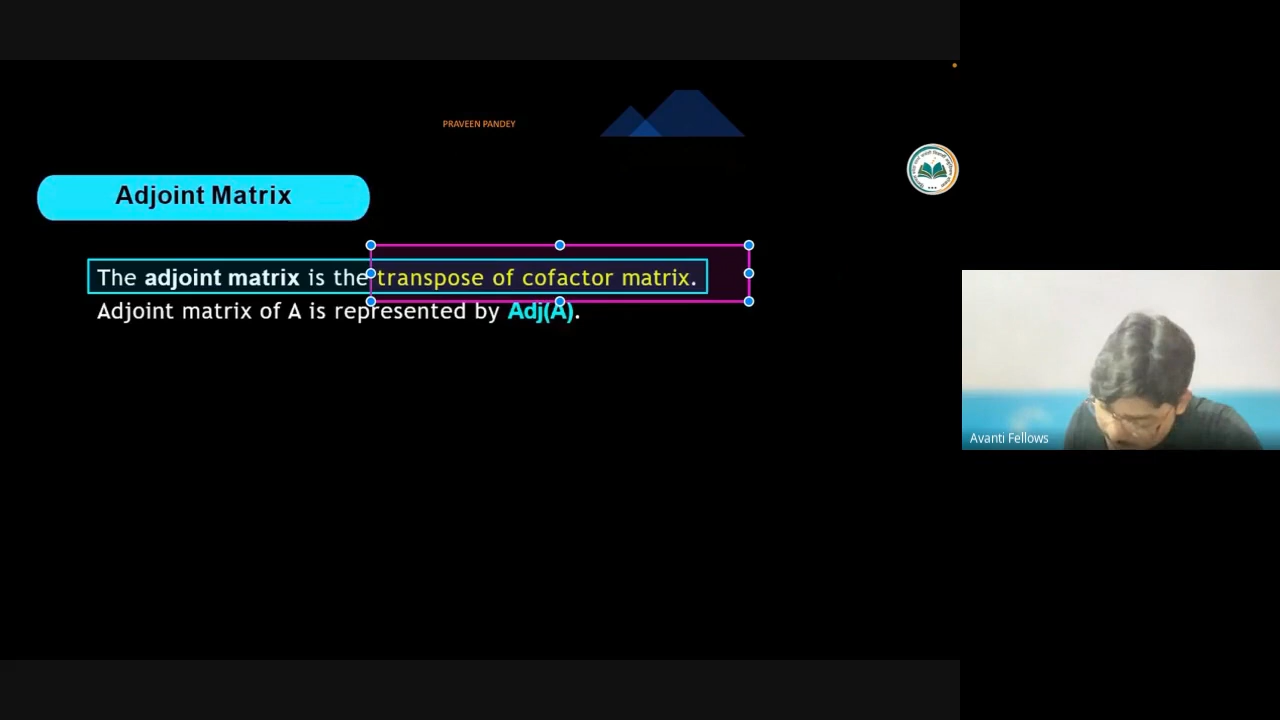 PRAVEEN PANDEY
Adjoint Matrix
The adjoint matrix is the transpose of cofactor matrix.
Adjoint matrix of A is represented by Adj(A).
Avanti Fellows